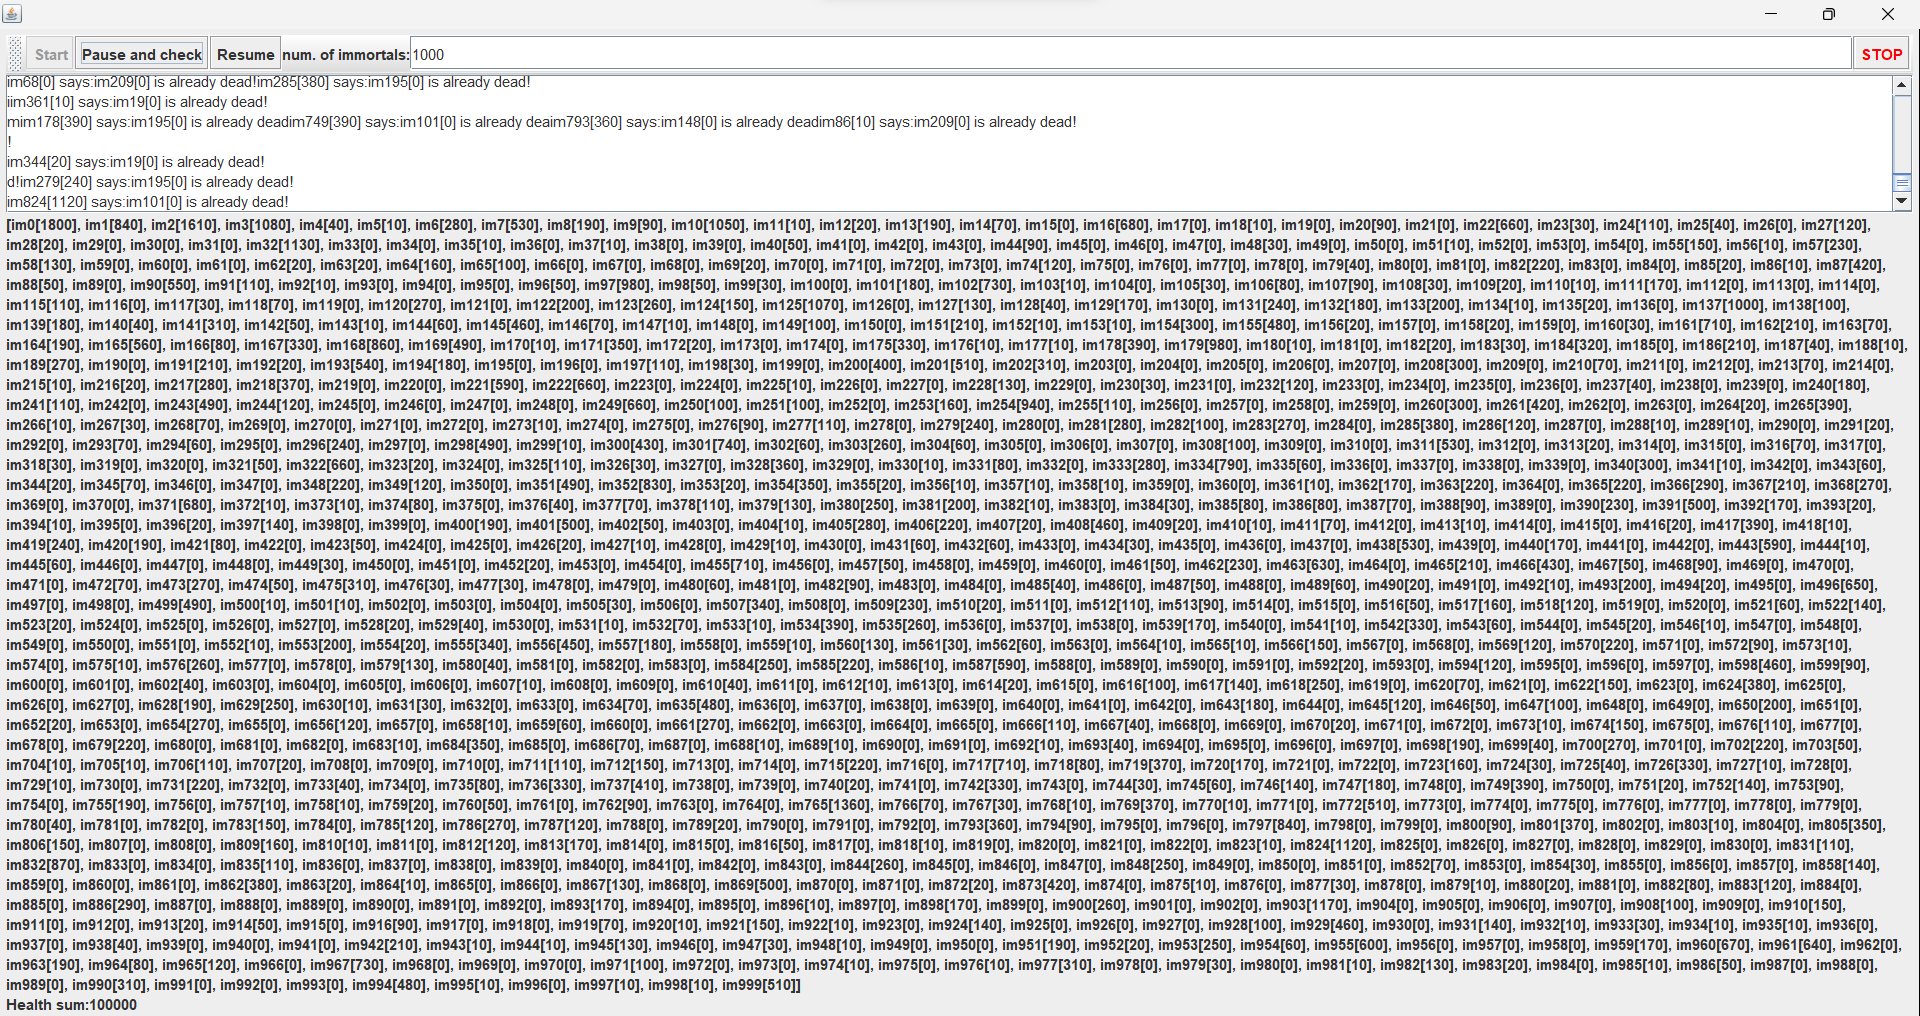 Start Pause and check Resume num. of immortals: 1000 STOP
im68[0] says:im209[0] is already dead!im285[380] says:im195[0] is already dead!
iim361[10] says:im19[0] is already dead!
mim178[390] says:im195[0] is already deadim749[390] says:im101[0] is already deaim793[360] says:im148[0] is already deadim86[10] says:im209[0] is already dead!
!
im344[20] says:im19[0] is already dead!
d!im279[240] says:im195[0] is already dead!
im824[1120] says:im101[0] is already dead!
[im0[1800], im1[840], im2[1610], im3[1080], im4[40], im5[10], im6[280], im7[530], im8[190], im9[90], im10[1050], im11[10], im12[20], im13[190], im14[70], im15[0], im16[680], im17[0], im18[10], im19[0], im20[90], im21[0], im22[660], im23[30], im24[110], im25[40], im26[0], im27[120],
im28[20], im29[0], im30[0], im31[0], im32[1130], im33[0], im34[0], im35[10], im36[0], im37[10], im38[0], im39[0], im40[50], im41[0], im42[0], im43[0], im44[90], im45[0], im46[0], im47[0], im48[30], im49[0], im50[0], im51[10], im52[0], im53[0], im54[0], im55[150], im56[10], im57[230],
im58[130], im59[0], im60[0], im61[0], im62[20], im63[20], im64[160], im65[100], im66[0], im67[0], im68[0], im69[20], im70[0], im71[0], im72[0], im73[0], im74[120], im75[0], im76[0], im77[0], im78[0], im79[40], im80[0], im81[0], im82[220], im83[0], im84[0], im85[20], im86[10], im87[420],
im88[50], im89[0], im90[550], im91[110], im92[10], im93[0], im94[0], im95[0], im96[50], im97[980], im98[50], im99[30], im100[0], im101[180], im102[730], im103[10], im104[0], im105[30], im106[80], im107[90], im108[30], im109[20], im110[10], im111[170], im112[0], im113[0], im114[0],
im115[110], im116[0], im117[30], im118[70], im119[0], im120[270], im121[0], im122[200], im123[260], im124[150], im125[1070], im126[0], im127[130], im128[40], im129[170], im130[0], im131[240], im132[180], im133[200], im134[10], im135[20], im136[0], im137[1000], im138[100],
im139[180], im140[40], im141[310], im142[50], im143[10], im144[60], im145[460], im146[70], im147[10], im148[0], im149[100], im150[0], im151[210], im152[10], im153[10], im154[300], im155[480], im156[20], im157[0], im158[20], im159[0], im160[30], im161[710], im162[210], im163[70],
im164[190], im165[560], im166[80], im167[330], im168[860], im169[490], im170[10], im171[350], im172[20], im173[0], im174[0], im175[330], im176[10], im177[10], im178[390], im179[980], im180[10], im181[0], im182[20], im183[30], im184[320], im185[0], im186[210], im187[40], im188[10],
im189[270], im190[0], im191[210], im192[20], im193[540], im194[180], im195[0], im196[0], im197[110], im198[30], im199[0], im200[400], im201[510], im202[310], im203[0], im204[0], im205[0], im206[0], im207[0], im208[300], im209[0], im210[70], im211[0], im212[0], im213[70], im214[0],
im215[10], im216[20], im217[280], im218[370], im219[0], im220[0], im221[590], im222[660], im223[0], im224[0], im225[10], im226[0], im227[0], im228[130], im229[0], im230[30], im231[0], im232[120], im233[0], im234[0], im235[0], im236[0], im237[40], im238[0], im239[0], im240[180],
im241[110], im242[0], im243[490], im244[120], im245[0], im246[0], im247[0], im248[0], im249[660], im250[100], im251[100], im252[0], im253[160], im254[940], im255[110], im256[0], im257[0], im258[0], im259[0], im260[300], im261[420], im262[0], im263[0], im264[20], im265[390],
im266[10], im267[30], im268[70], im269[0], im270[0], im271[0], im272[0], im273[10], im274[0], im275[0], im276[90], im277[110], im278[0], im279[240], im280[0], im281[280], im282[100], im283[270], im284[0], im285[380], im286[120], im287[0], im288[10], im289[10], im290[0], im291[20],
im292[0], im293[70], im294[60], im295[0], im296[240], im297[0], im298[490], im299[10], im300[430], im301[740], im302[60], im303[260], im304[60], im305[0], im306[0], im307[0], im308[100], im309[0], im310[0], im311[530], im312[0], im313[20], im314[0], im315[0], im316[70], im317[0],
im318[30], im319[0], im320[0], im321[50], im322[660], im323[20], im324[0], im325[110], im326[30], im327[0], im328[360], im329[0], im330[10], im331[80], im332[0], im333[280], im334[790], im335[60], im336[0], im337[0], im338[0], im339[0], im340[300], im341[10], im342[0], im343[60],
im344[20], im345[70], im346[0], im347[0], im348[220], im349[120], im350[0], im351[490], im352[830], im353[20], im354[350], im355[20], im356[10], im357[10], im358[10], im359[0], im360[0], im361[10], im362[170], im363[220], im364[0], im365[220], im366[290], im367[210], im368[270],
im369[0], im370[0], im371[680], im372[10], im373[10], im374[80], im375[0], im376[40], im377[70], im378[110], im379[130], im380[250], im381[200], im382[10], im383[0], im384[30], im385[80], im386[80], im387[70], im388[90], im389[0], im390[230], im391[500], im392[170], im393[20],
im394[10], im395[0], im396[20], im397[140], im398[0], im399[0], im400[190], im401[500], im402[50], im403[0], im404[10], im405[280], im406[220], im407[20], im408[460], im409[20], im410[10], im411[70], im412[0], im413[10], im414[0], im415[0], im416[20], im417[390], im418[10],
im419[240], im420[190], im421[80], im422[0], im423[50], im424[0], im425[0], im426[20], im427[10], im428[0], im429[10], im430[0], im431[60], im432[60], im433[0], im434[30], im435[0], im436[0], im437[0], im438[530], im439[0], im440[170], im441[0], im442[0], im443[590], im444[10],
im445[60], im446[0], im447[0], im448[0], im449[30], im450[0], im451[0], im452[20], im453[0], im454[0], im455[710], im456[0], im457[50], im458[0], im459[0], im460[0], im461[50], im462[230], im463[630], im464[0], im465[210], im466[430], im467[50], im468[90], im469[0], im470[0],
im471[0], im472[70], im473[270], im474[50], im475[310], im476[30], im477[30], im478[0], im479[0], im480[60], im481[0], im482[90], im483[0], im484[0], im485[40], im486[0], im487[50], im488[0], im489[60], im490[20], im491[0], im492[10], im493[200], im494[20], im495[0], im496[650],
im497[0], im498[0], im499[490], im500[10], im501[10], im502[0], im503[0], im504[0], im505[30], im506[0], im507[340], im508[0], im509[230], im510[20], im511[0], im512[110], im513[90], im514[0], im515[0], im516[50], im517[160], im518[120], im519[0], im520[0], im521[60], im522[140],
im523[20], im524[0], im525[0], im526[0], im527[0], im528[20], im529[40], im530[0], im531[10], im532[70], im533[10], im534[390], im535[260], im536[0], im537[0], im538[0], im539[170], im540[0], im541[10], im542[330], im543[60], im544[0], im545[20], im546[10], im547[0], im548[0],
im549[0], im550[0], im551[0], im552[10], im553[200], im554[20], im555[340], im556[450], im557[180], im558[0], im559[10], im560[130], im561[30], im562[60], im563[0], im564[10], im565[10], im566[150], im567[0], im568[0], im569[120], im570[220], im571[0], im572[90], im573[10],
im574[0], im575[10], im576[260], im577[0], im578[0], im579[130], im580[40], im581[0], im582[0], im583[0], im584[250], im585[220], im586[10], im587[590], im588[0], im589[0], im590[0], im591[0], im592[20], im593[0], im594[120], im595[0], im596[0], im597[0], im598[460], im599[90],
im600[0], im601[0], im602[40], im603[0], im604[0], im605[0], im606[0], im607[10], im608[0], im609[0], im610[40], im611[0], im612[10], im613[0], im614[20], im615[0], im616[100], im617[140], im618[250], im619[0], im620[70], im621[0], im622[150], im623[0], im624[380], im625[0],
im626[0], im627[0], im628[190], im629[250], im630[10], im631[30], im632[0], im633[0], im634[70], im635[480], im636[0], im637[0], im638[0], im639[0], im640[0], im641[0], im642[0], im643[180], im644[0], im645[120], im646[50], im647[100], im648[0], im649[0], im650[200], im651[0],
im652[20], im653[0], im654[270], im655[0], im656[120], im657[0], im658[10], im659[60], im660[0], im661[270], im662[0], im663[0], im664[0], im665[0], im666[110], im667[40], im668[0], im669[0], im670[20], im671[0], im672[0], im673[10], im674[150], im675[0], im676[110], im677[0],
im678[0], im679[220], im680[0], im681[0], im682[0], im683[10], im684[350], im685[0], im686[70], im687[0], im688[10], im689[10], im690[0], im691[0], im692[10], im693[40], im694[0], im695[0], im696[0], im697[0], im698[190], im699[40], im700[270], im701[0], im702[220], im703[50],
im704[10], im705[10], im706[110], im707[20], im708[0], im709[0], im710[0], im711[110], im712[150], im713[0], im714[0], im715[220], im716[0], im717[710], im718[80], im719[370], im720[170], im721[0], im722[0], im723[160], im724[30], im725[40], im726[330], im727[10], im728[0],
im729[10], im730[0], im731[220], im732[0], im733[40], im734[0], im735[80], im736[330], im737[410], im738[0], im739[0], im740[20], im741[0], im742[330], im743[0], im744[30], im745[60], im746[140], im747[180], im748[0], im749[390], im750[0], im751[20], im752[140], im753[90],
im754[0], im755[190], im756[0], im757[10], im758[10], im759[20], im760[50], im761[0], im762[90], im763[0], im764[0], im765[1360], im766[70], im767[30], im768[10], im769[370], im770[10], im771[0], im772[510], im773[0], im774[0], im775[0], im776[0], im777[0], im778[0], im779[0],
im780[40], im781[0], im782[0], im783[150], im784[0], im785[120], im786[270], im787[120], im788[0], im789[20], im790[0], im791[0], im792[0], im793[360], im794[90], im795[0], im796[0], im797[840], im798[0], im799[0], im800[90], im801[370], im802[0], im803[10], im804[0], im805[350],
im806[150], im807[0], im808[0], im809[160], im810[10], im811[0], im812[120], im813[170], im814[0], im815[0], im816[50], im817[0], im818[10], im819[0], im820[0], im821[0], im822[0], im823[10], im824[1120], im825[0], im826[0], im827[0], im828[0], im829[0], im830[0], im831[110],
im832[870], im833[0], im834[0], im835[110], im836[0], im837[0], im838[0], im839[0], im840[0], im841[0], im842[0], im843[0], im844[260], im845[0], im846[0], im847[0], im848[250], im849[0], im850[0], im851[0], im852[70], im853[0], im854[30], im855[0], im856[0], im857[0], im858[140],
im859[0], im860[0], im861[0], im862[380], im863[20], im864[10], im865[0], im866[0], im867[130], im868[0], im869[500], im870[0], im871[0], im872[20], im873[420], im874[0], im875[10], im876[0], im877[30], im878[0], im879[10], im880[20], im881[0], im882[80], im883[120], im884[0],
im885[0], im886[290], im887[0], im888[0], im889[0], im890[0], im891[0], im892[0], im893[170], im894[0], im895[0], im896[10], im897[0], im898[170], im899[0], im900[260], im901[0], im902[0], im903[1170], im904[0], im905[0], im906[0], im907[0], im908[100], im909[0], im910[150],
im911[0], im912[0], im913[20], im914[50], im915[0], im916[90], im917[0], im918[0], im919[70], im920[10], im921[150], im922[10], im923[0], im924[140], im925[0], im926[0], im927[0], im928[100], im929[460], im930[0], im931[140], im932[10], im933[30], im934[10], im935[10], im936[0],
im937[0], im938[40], im939[0], im940[0], im941[0], im942[210], im943[10], im944[10], im945[130], im946[0], im947[30], im948[10], im949[0], im950[0], im951[190], im952[20], im953[250], im954[60], im955[600], im956[0], im957[0], im958[0], im959[170], im960[670], im961[640], im962[0],
im963[190], im964[80], im965[120], im966[0], im967[730], im968[0], im969[0], im970[0], im971[100], im972[0], im973[0], im974[10], im975[0], im976[10], im977[310], im978[0], im979[30], im980[0], im981[10], im982[130], im983[20], im984[0], im985[10], im986[50], im987[0], im988[0],
im989[0], im990[310], im991[0], im992[0], im993[0], im994[480], im995[10], im996[0], im997[10], im998[10], im999[510]]
Health sum:100000